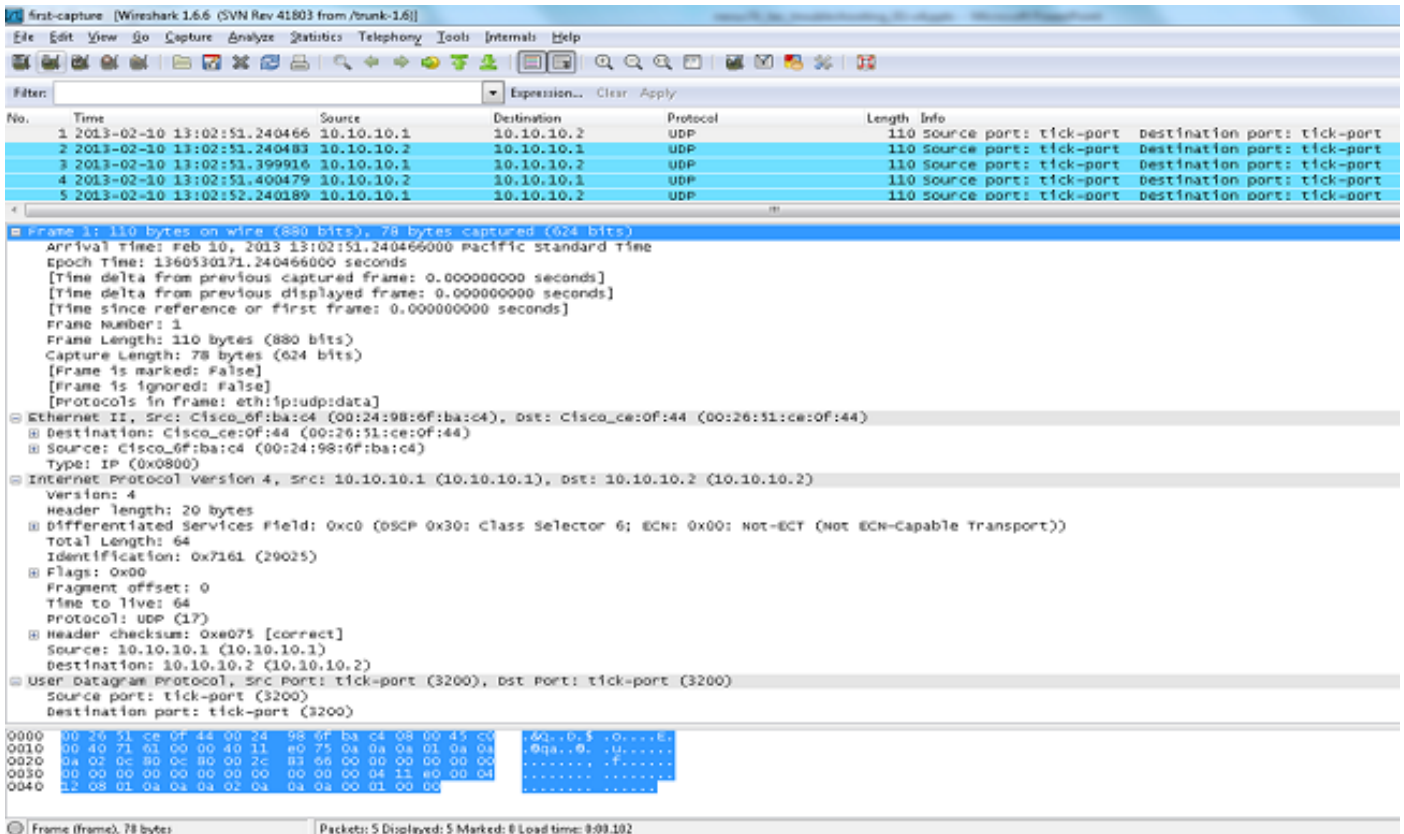 first-capture [Wireshark 1.6.6 (SVN Rev 41803 from /trunk-1.6)]
File Edit View Go Capture Analyze Statistics Telephony Tools Internals Help
Filter: Expression... Clear Apply
No. Time Source Destination Protocol Length Info
1 2013-02-10 13:02:51.240466 10.10.10.1 10.10.10.2 UDP 110 Source port: tick-port Destination port: tick-port
2 2013-02-10 13:02:51.240483 10.10.10.2 10.10.10.1 UDP 110 Source port: tick-port Destination port: tick-port
3 2013-02-10 13:02:51.399916 10.10.10.1 10.10.10.2 UDP 110 Source port: tick-port Destination port: tick-port
4 2013-02-10 13:02:51.400479 10.10.10.2 10.10.10.1 UDP 110 Source port: tick-port Destination port: tick-port
5 2013-02-10 13:02:52.240189 10.10.10.1 10.10.10.2 UDP 110 Source port: tick-port Destination port: tick-port
Frame 1: 110 bytes on wire (880 bits), 78 bytes captured (624 bits)
Arrival Time: Feb 10, 2013 13:02:51.240466000 Pacific Standard Time
Epoch Time: 1360530171.240466000 seconds
[Time delta from previous captured frame: 0.000000000 seconds]
[Time delta from previous displayed frame: 0.000000000 seconds]
[Time since reference or first frame: 0.000000000 seconds]
Frame Number: 1
Frame Length: 110 bytes (880 bits)
Capture Length: 78 bytes (624 bits)
[Frame is marked: False]
[Frame is ignored: False]
[Protocols in frame: eth:ip:udp:data]
Ethernet II, Src: Cisco_6f:ba:c4 (00:24:98:6f:ba:c4), Dst: Cisco_ce:0f:44 (00:26:51:ce:0f:44)
Destination: Cisco_ce:0f:44 (00:26:51:ce:0f:44)
Source: Cisco_6f:ba:c4 (00:24:98:6f:ba:c4)
Type: IP (0x0800)
Internet Protocol Version 4, Src: 10.10.10.1 (10.10.10.1), Dst: 10.10.10.2 (10.10.10.2)
Version: 4
Header length: 20 bytes
Differentiated Services Field: 0xc0 (DSCP 0x30: Class Selector 6; ECN: 0x00: Not-ECT (Not ECN-Capable Transport))
Total Length: 64
Identification: 0x7161 (29025)
Flags: 0x00
Fragment offset: 0
Time to live: 64
Protocol: UDP (17)
Header checksum: 0xe075 [correct]
Source: 10.10.10.1 (10.10.10.1)
Destination: 10.10.10.2 (10.10.10.2)
User Datagram Protocol, Src Port: tick-port (3200), Dst Port: tick-port (3200)
Source port: tick-port (3200)
Destination port: tick-port (3200)
0000 00 26 51 ce 0f 44 00 24 98 6f ba c4 08 00 45 c0 .&Q..D.$ .o....E.
0010 00 40 71 61 00 00 40 11 e0 75 0a 0a 0a 01 0a 0a .@qa..@. .u......
0020 0a 02 0c 80 0c 80 00 2c 83 66 00 00 00 00 00 00 ......., .f......
0030 00 00 00 00 00 00 00 00 00 00 00 04 11 e0 00 04 ........ ........
0040 12 08 01 0a 0a 0a 02 0a 0a 0a 00 01 00 00 ........ ......
Frame (frame), 78 bytes Packets: 5 Displayed: 5 Marked: 0 Load time: 0:00.102